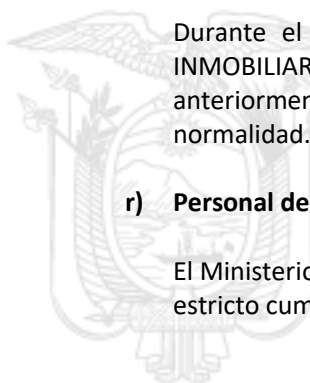 Durante el
INMOBILIAR
anteriormen
normalidad.
r) Personal de
El Ministerio
estricto cum